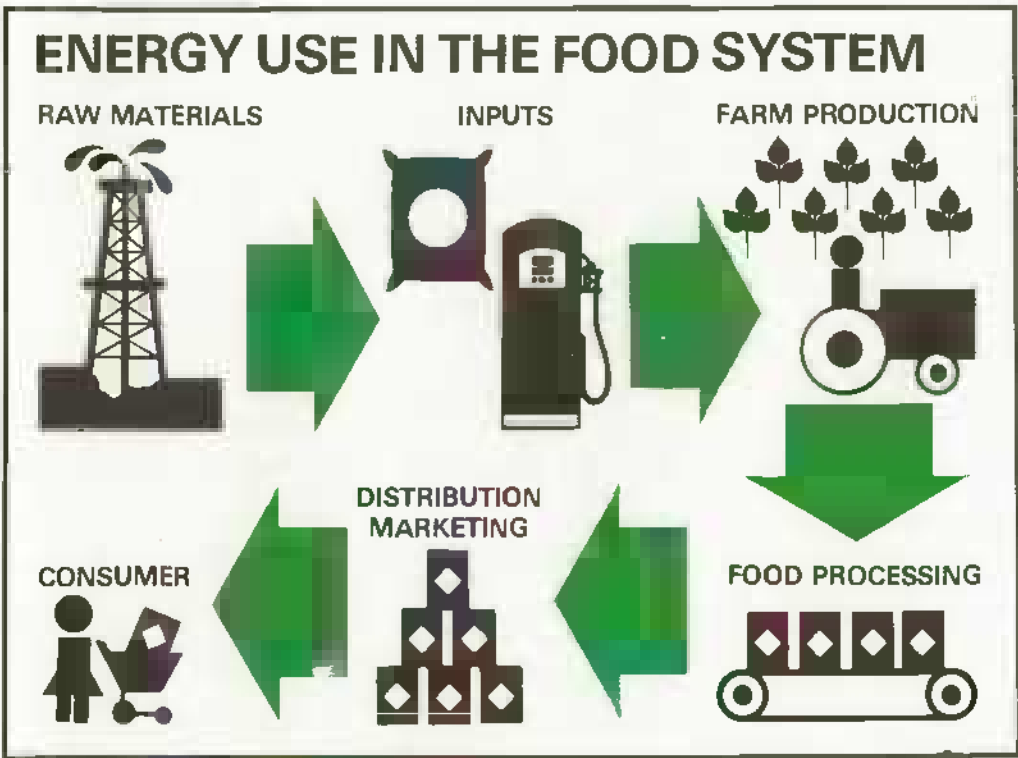 ENERGY USE IN THE FOOD SYSTEM
RAW MATERIALS
INPUTS
FARM PRODUCTION
FOOD PROCESSING
DISTRIBUTION
MARKETING
CONSUMER